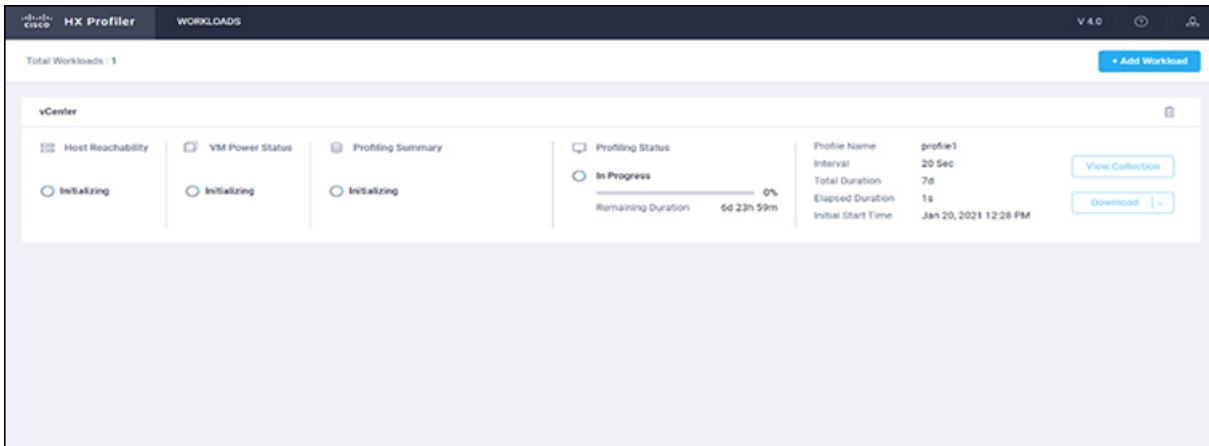 cisco HX Profiler WORKLOADS V 4.0
Total Workloads : 1 + Add Workload
vCenter
Host Reachability VM Power Status Profiling Summary Profiling Status
Initializing Initializing Initializing In Progress
0%
Remaining Duration 6d 23h 59m
Profile Name profile1
Interval 20 Sec
Total Duration 7d
Elapsed Duration 1s
Initial Start Time Jan 20, 2021 12:28 PM
View Collection
Download